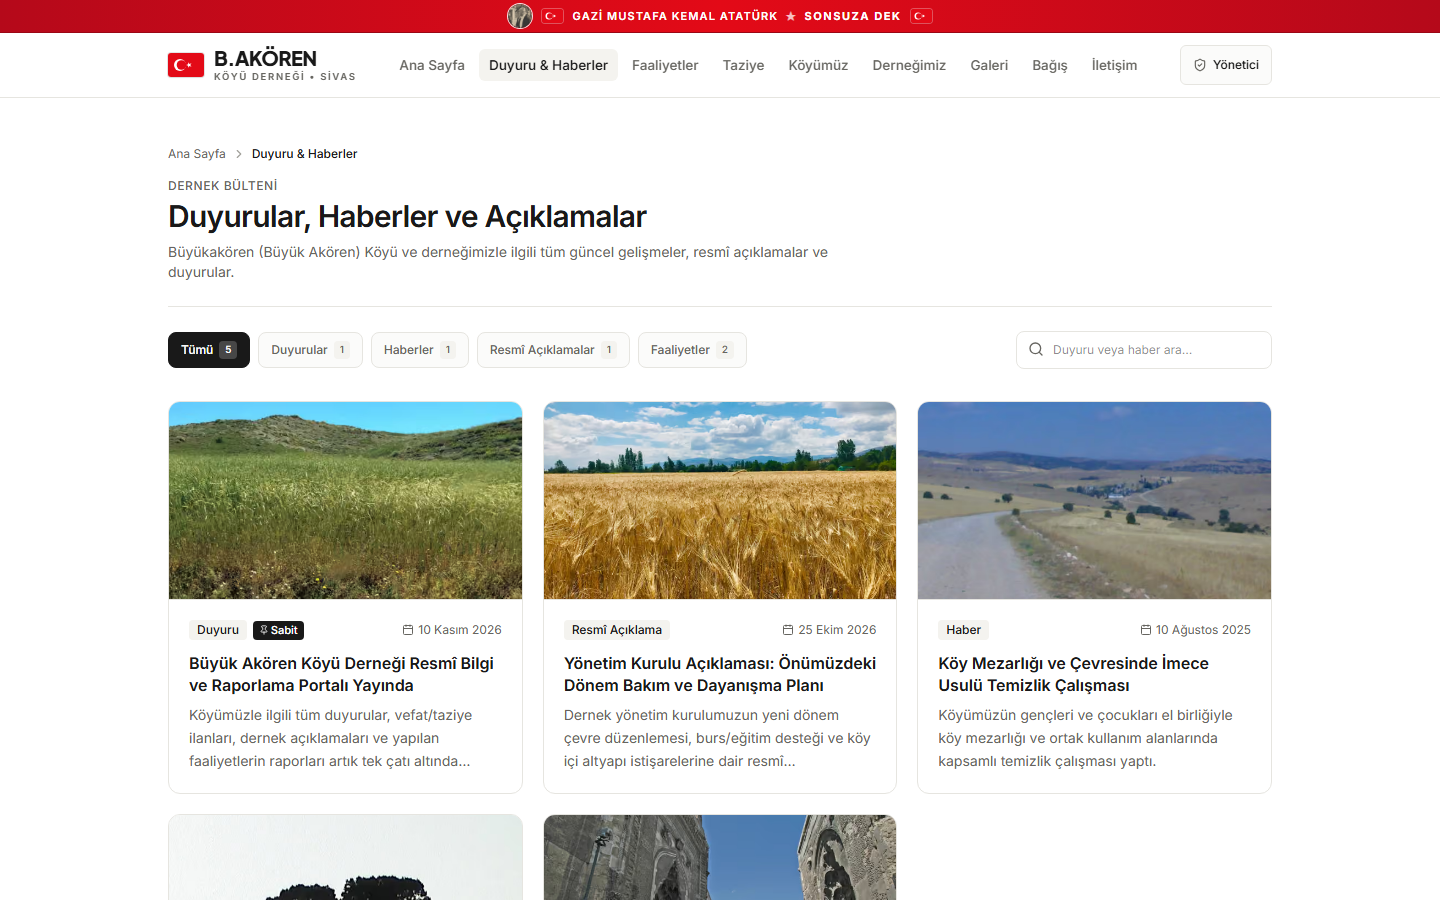 GAZİ MUSTAFA KEMAL ATATÜRK ★ SONSUZA DEK
B.AKÖREN
KÖYÜ DERNEĞİ • SİVAS
Ana Sayfa
Duyuru & Haberler
Faaliyetler
Taziye
Köyümüz
Derneğimiz
Galeri
Bağış
İletişim
Yönetici
Ana Sayfa > Duyuru & Haberler
DERNEK BÜLTENİ
Duyurular, Haberler ve Açıklamalar
Büyükakören (Büyük Akören) Köyü ve derneğimizle ilgili tüm güncel gelişmeler, resmî açıklamalar ve
duyurular.
Tümü 5
Duyurular 1
Haberler 1
Resmî Açıklamalar 1
Faaliyetler 2
Duyuru veya haber ara...
Duyuru
Sabit
10 Kasım 2026
Büyük Akören Köyü Derneği Resmî Bilgi
ve Raporlama Portalı Yayında
Köyümüzle ilgili tüm duyurular, vefat/taziye
ilanları, dernek açıklamaları ve yapılan
faaliyetlerin raporları artık tek çatı altında...
Resmî Açıklama
25 Ekim 2026
Yönetim Kurulu Açıklaması: Önümüzdeki
Dönem Bakım ve Dayanışma Planı
Dernek yönetim kurulumuzun yeni dönem
çevre düzenlemesi, burs/eğitim desteği ve köy
içi altyapı istişarelerine dair resmî...
Haber
10 Ağustos 2025
Köy Mezarlığı ve Çevresinde İmece
Usulü Temizlik Çalışması
Köyümüzün gençleri ve çocukları el birliğiyle
köy mezarlığı ve ortak kullanım alanlarında
kapsamlı temizlik çalışması yaptı.